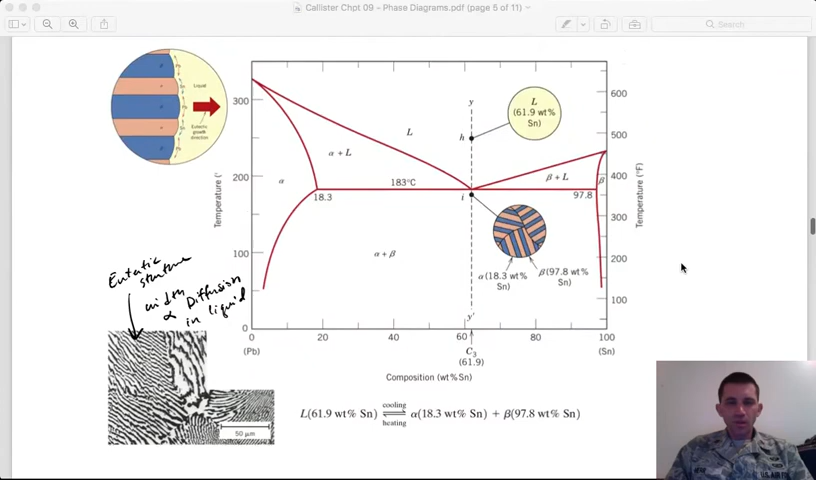 Callister Chpt 09 – Phase Diagrams.pdf (page 5 of 11)
Search
Liquid
Eutectic
growth
direction
300
200
100
0
Temperature (°
L
α + L
α
183°C
18.3
h
i
y
L
(61.9 wt%
Sn)
β + L
β
97.8
α + β
α(18.3 wt%
Sn)
β(97.8 wt%
Sn)
y′
600
500
400
300
200
100
Temperature (°F)
0
20
40
60
80
100
(Pb)
(Sn)
C3
(61.9)
Composition (wt% Sn)
Eutectic
structure
width
α Diffusion
in liquid
50 μm
L(61.9 wt% Sn) cooling ⇌ heating α(18.3 wt% Sn) + β(97.8 wt% Sn)
U.S. AIR